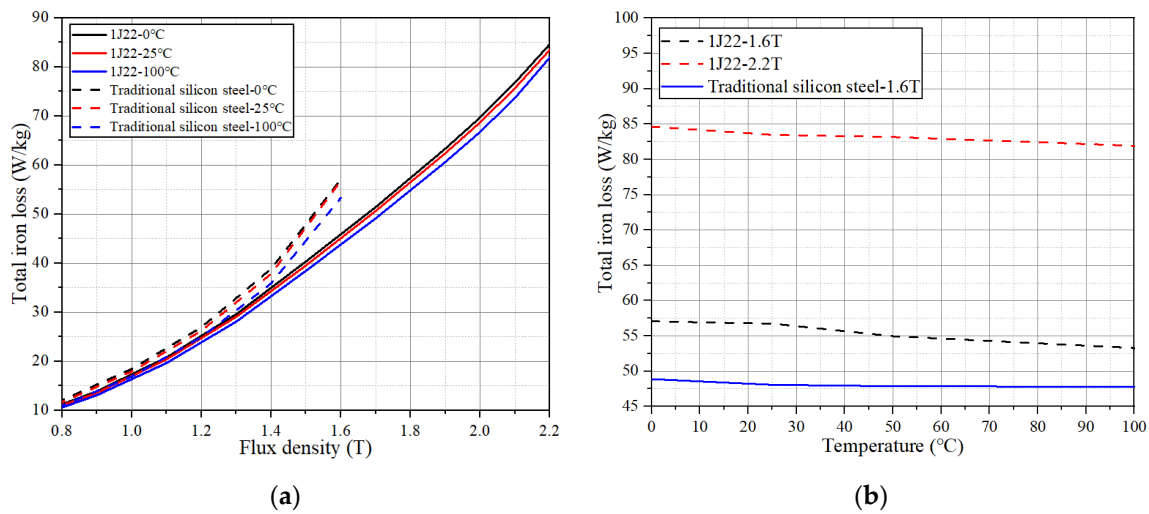 90
80
70
60
50
40
30
20
10
Total iron loss (W/kg)
1J22-0℃
1J22-25℃
1J22-100℃
Traditional silicon steel-0℃
Traditional silicon steel-25℃
Traditional silicon steel-100℃
0.8 1.0 1.2 1.4 1.6 1.8 2.0 2.2
Flux density (T)
(a)
100
95
90
85
80
75
70
65
60
55
50
45
Total iron loss (W/kg)
1J22-1.6T
1J22-2.2T
Traditional silicon steel-1.6T
0 10 20 30 40 50 60 70 80 90 100
Temperature (℃)
(b)